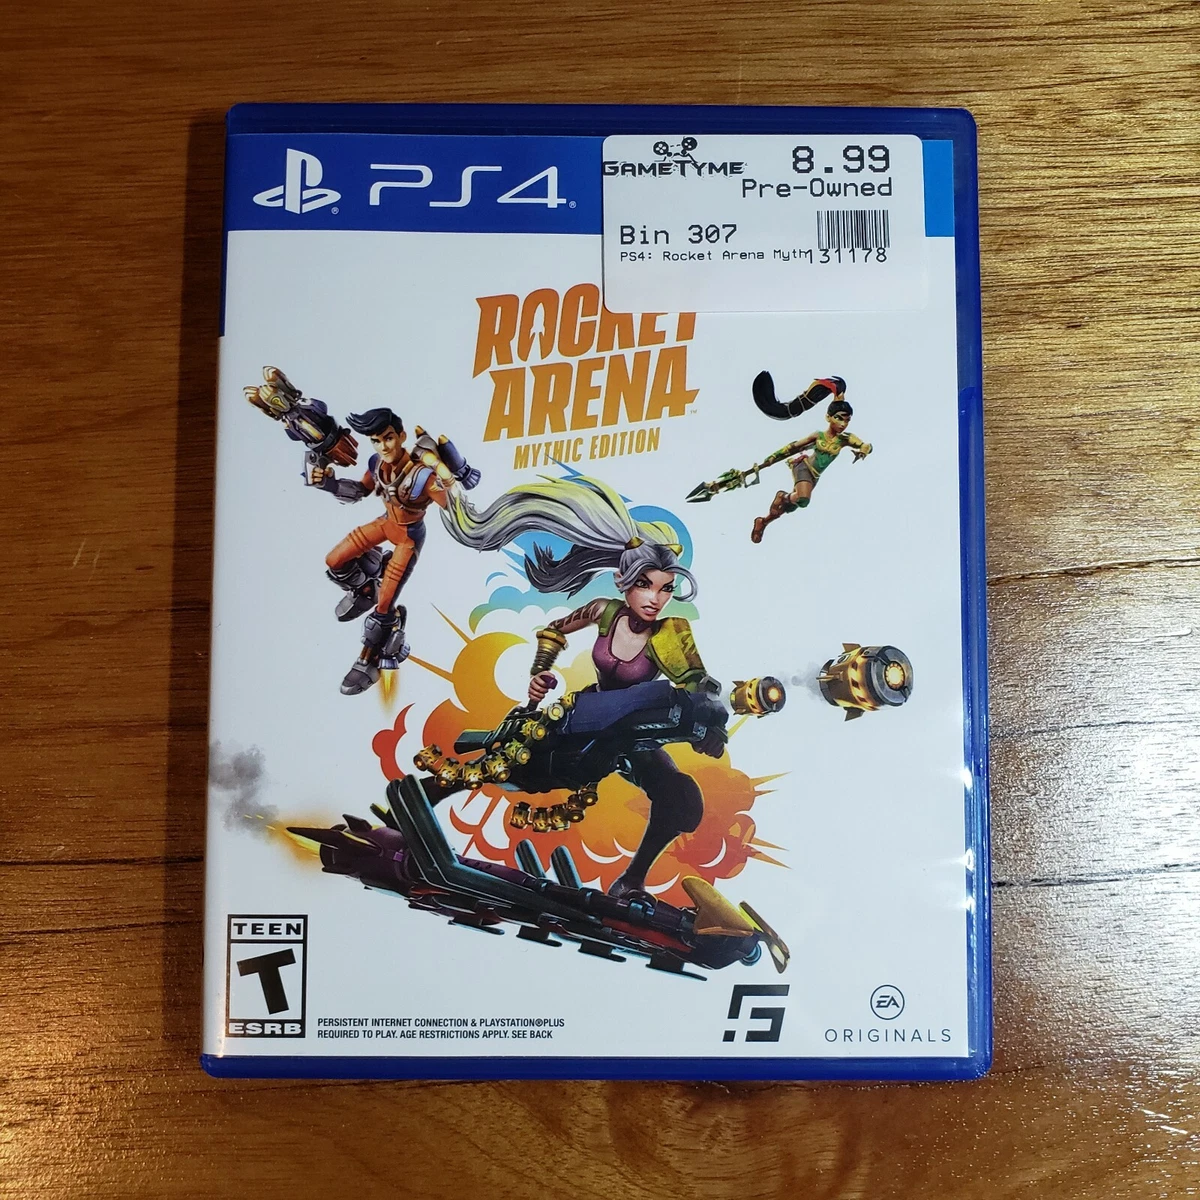 PS4
GAMETYME
8.99
Pre-Owned
Bin 307
PS4: Rocket Arena Myth
131178
ROCKET
ARENA™
MYTHIC EDITION
TEEN
T
ESRB
PERSISTENT INTERNET CONNECTION & PLAYSTATION®PLUS
REQUIRED TO PLAY. AGE RESTRICTIONS APPLY. SEE BACK
EA
ORIGINALS